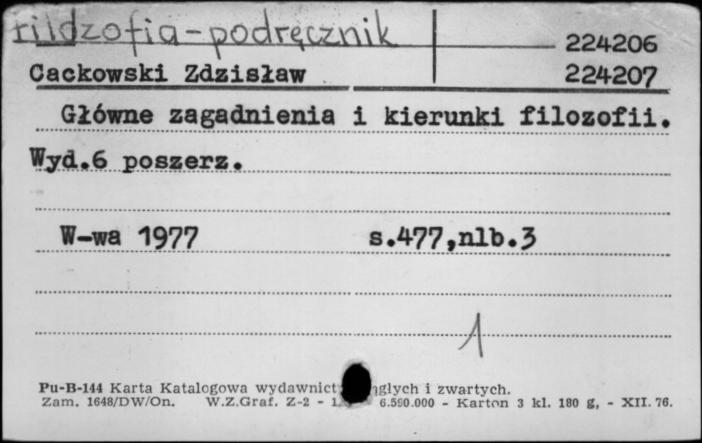 filozofia-podręcznik 224206
Cackowski Zdzisław 224207
Główne zagadnienia i kierunki filozofii.
Wyd.6 poszerz.
W-wa 1977 s.477,nlb.3
1
Pu-B-144 Karta Katalogowa wydawnict i zwartych.
Zam. 1648/DW/On. W.Z.Graf. Z-2 - 6.590.000 - Karton 3 kl. 180 g, - XII. 76.